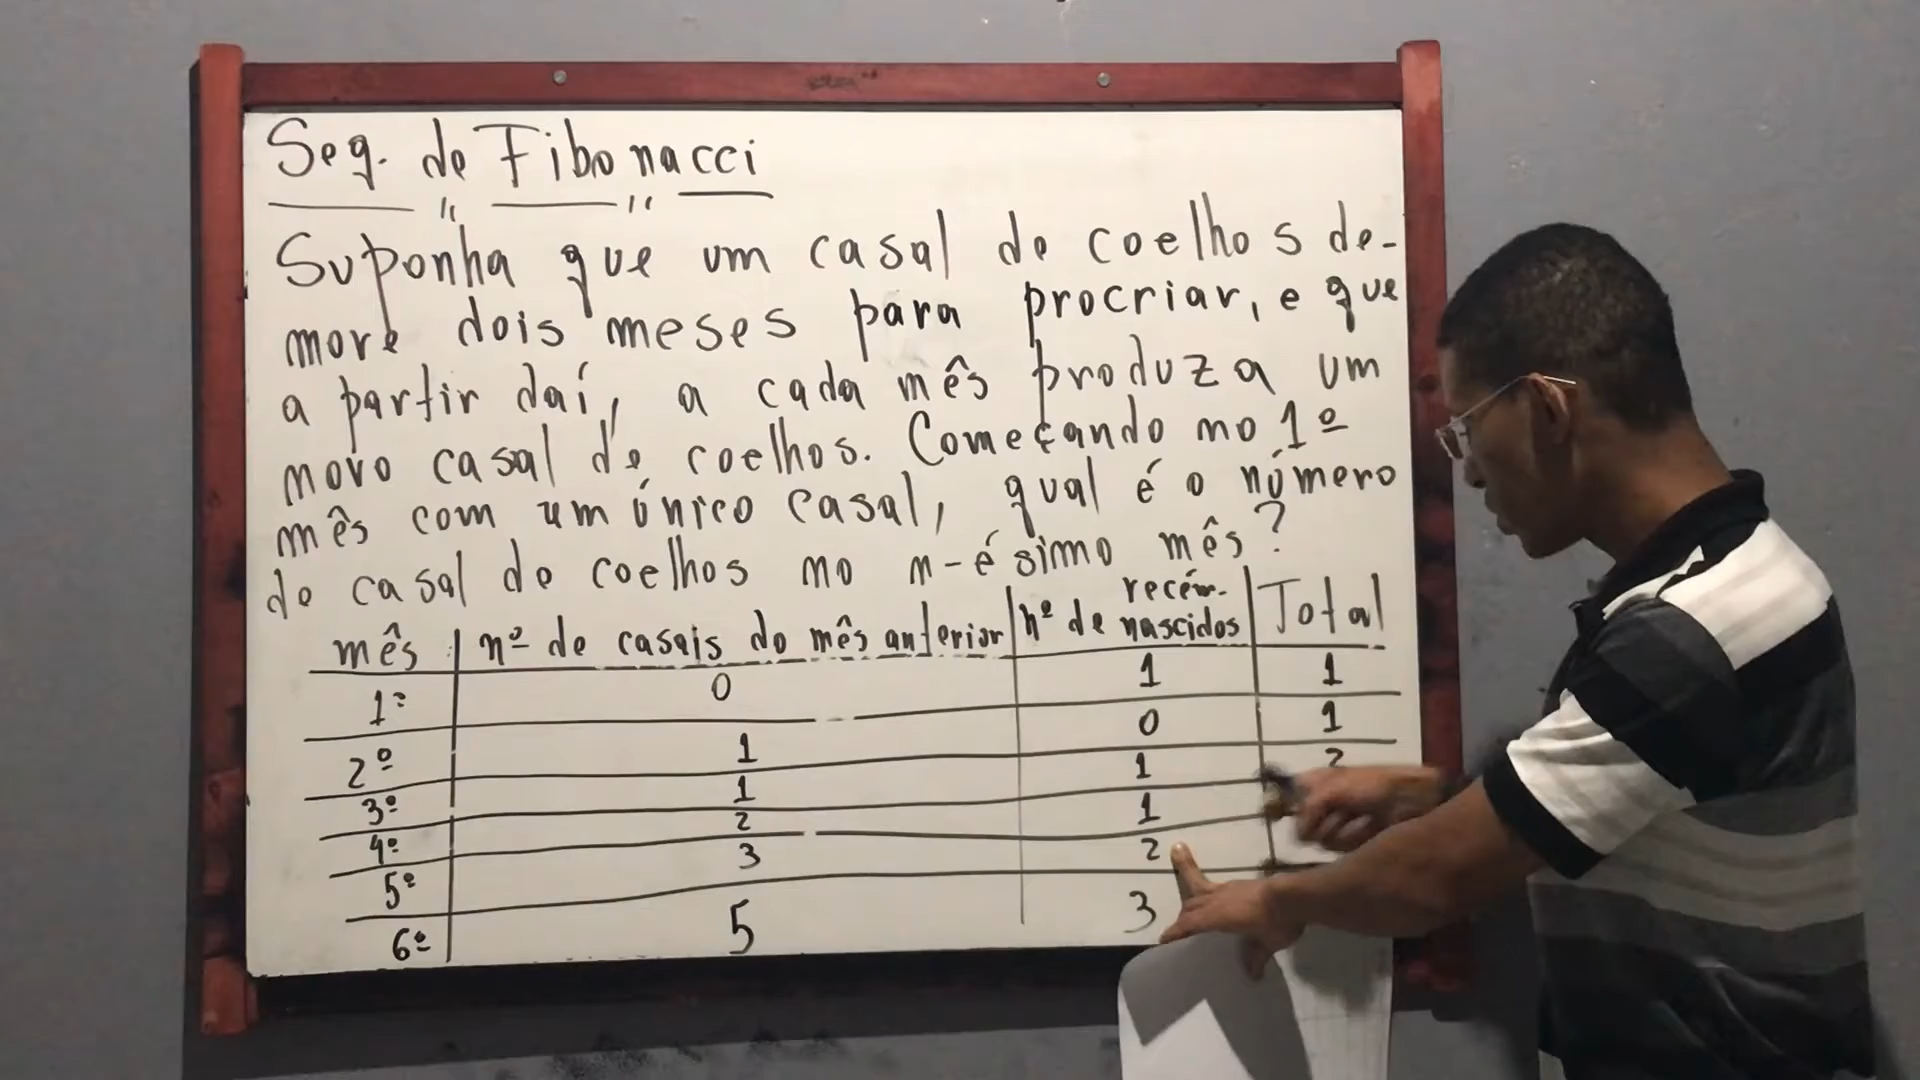 Seq. de Fibonacci
Suponha que um casal de coelhos de-
more dois meses para procriar, e que
a partir daí, a cada mês produza um
novo casal de coelhos. Começando no 1º
mês com um único casal, qual é o número
de casal de coelhos no n-ésimo mês?
mês nº de casais do mês anterior nº de recém-nascidos Total
1º 0 1 1
2º 1 0 1
3º 1 1 2
4º 2 1
5º 3 2
6º 5 3